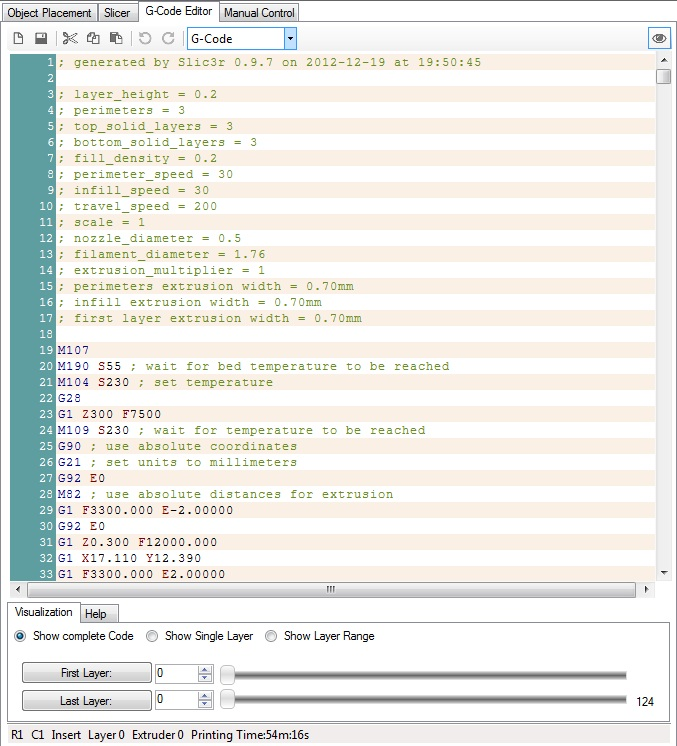 Object Placement Slicer G-Code Editor Manual Control
G-Code
1 ; generated by Slic3r 0.9.7 on 2012-12-19 at 19:50:45
2
3 ; layer_height = 0.2
4 ; perimeters = 3
5 ; top_solid_layers = 3
6 ; bottom_solid_layers = 3
7 ; fill_density = 0.2
8 ; perimeter_speed = 30
9 ; infill_speed = 30
10 ; travel_speed = 200
11 ; scale = 1
12 ; nozzle_diameter = 0.5
13 ; filament_diameter = 1.76
14 ; extrusion_multiplier = 1
15 ; perimeters extrusion width = 0.70mm
16 ; infill extrusion width = 0.70mm
17 ; first layer extrusion width = 0.70mm
18
19 M107
20 M190 S55 ; wait for bed temperature to be reached
21 M104 S230 ; set temperature
22 G28
23 G1 Z300 F7500
24 M109 S230 ; wait for temperature to be reached
25 G90 ; use absolute coordinates
26 G21 ; set units to millimeters
27 G92 E0
28 M82 ; use absolute distances for extrusion
29 G1 F3300.000 E-2.00000
30 G92 E0
31 G1 Z0.300 F12000.000
32 G1 X17.110 Y12.390
33 G1 F3300.000 E2.00000
Visualization Help
Show complete Code Show Single Layer Show Layer Range
First Layer: 0
Last Layer: 0 124
R1 C1 Insert Layer 0 Extruder 0 Printing Time:54m:16s